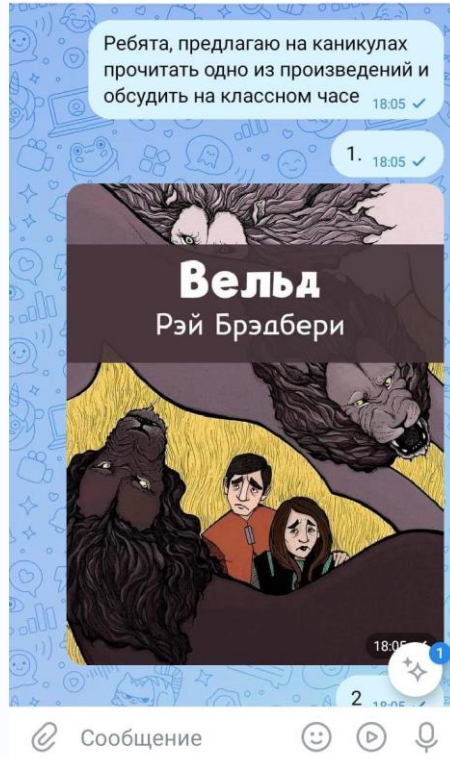 Ребята, предлагаю на каникулах
прочитать одно из произведений и
обсудить на классном часе 18:05
1. 18:05
Вельд
Рэй Брэдбери
18:05
1
2 18:05
Сообщение